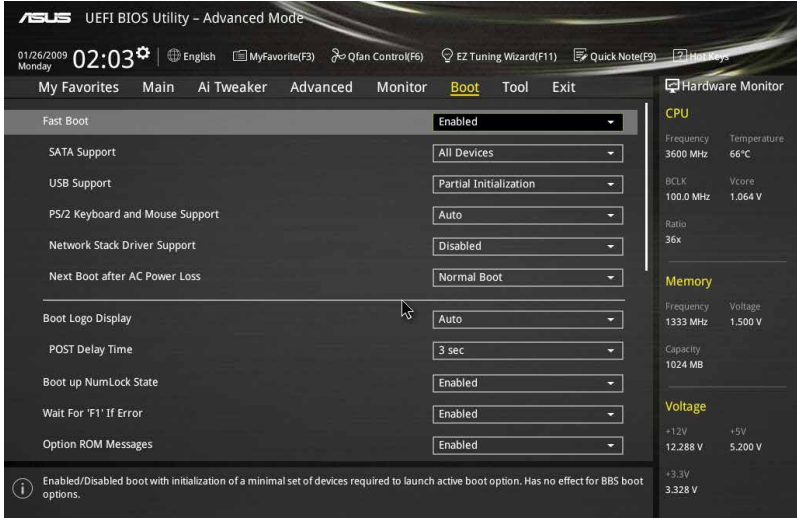 ASUS UEFI BIOS Utility – Advanced Mode
01/26/2009 Monday 02:03 English MyFavorite(F3) Qfan Control(F6) EZ Tuning Wizard(F11) Quick Note(F9) Hot Keys
My Favorites Main Ai Tweaker Advanced Monitor Boot Tool Exit
Fast Boot Enabled
SATA Support All Devices
USB Support Partial Initialization
PS/2 Keyboard and Mouse Support Auto
Network Stack Driver Support Disabled
Next Boot after AC Power Loss Normal Boot
Boot Logo Display Auto
POST Delay Time 3 sec
Boot up NumLock State Enabled
Wait For 'F1' If Error Enabled
Option ROM Messages Enabled
Enabled/Disabled boot with initialization of a minimal set of devices required to launch active boot option. Has no effect for BBS boot
options.
Hardware Monitor
CPU
Frequency Temperature
3600 MHz 66°C
BCLK Vcore
100.0 MHz 1.064 V
Ratio
36x
Memory
Frequency Voltage
1333 MHz 1.500 V
Capacity
1024 MB
Voltage
+12V +5V
12.288 V 5.200 V
+3.3V
3.328 V